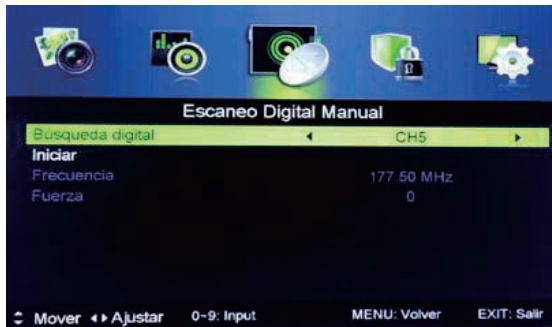 Escaneo Digital Manual
Búsqueda digital CH5
Iniciar
Frecuencia 177.50 MHz
Fuerza 0
Mover Ajustar 0-9: Input MENU: Volver EXIT: Salir